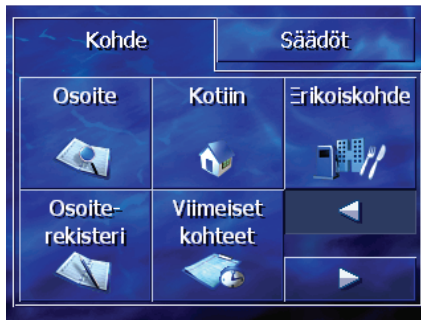 Kohde
Säädöt
Osoite
Kotiin
Erikoiskohde
Osoite-
rekisteri
Viimeiset
kohteet